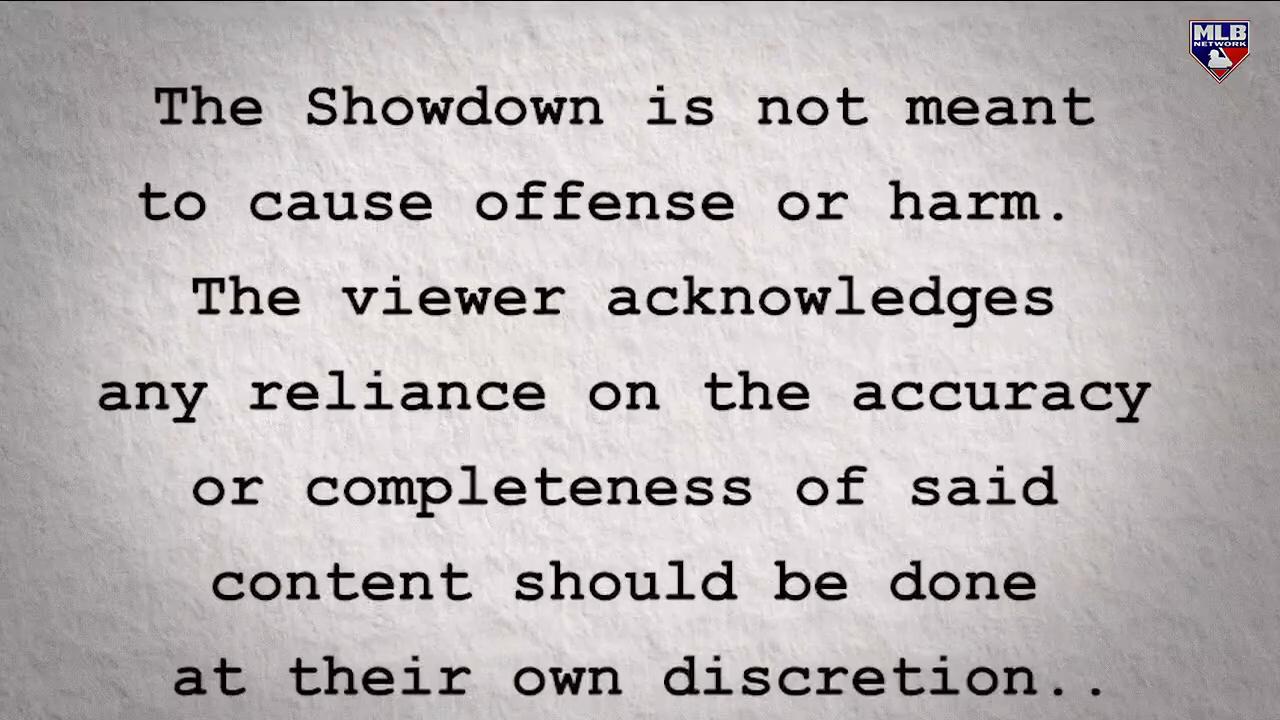 MLB
NETWORK
The Showdown is not meant
to cause offense or harm.
The viewer acknowledges
any reliance on the accuracy
or completeness of said
content should be done
at their own discretion..